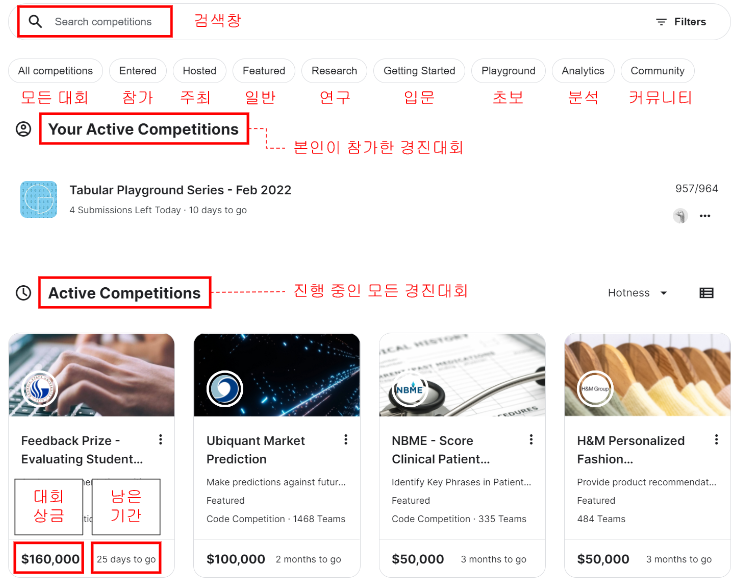 Search competitions 검색창 Filters
All competitions Entered Hosted Featured Research Getting Started Playground Analytics Community
모든 대회 참가 주최 일반 연구 입문 초보 분석 커뮤니티
Your Active Competitions
본인이 참가한 경진대회
Tabular Playground Series - Feb 2022 957/964
4 Submissions Left Today · 10 days to go
Active Competitions 진행 중인 모든 경진대회 Hotness
NBME H&M Group
Feedback Prize - Ubiquant Market NBME - Score H&M Personalized
Evaluating Student... Prediction Clinical Patient... Fashion...
Make predictions against futur... Identify Key Phrases in Patient... Provide product recommendat...
대회 낭은 Featured Featured Featured
상금 기간 Code Competition · 1468 Teams Code Competition · 335 Teams 484 Teams
$160,000 25 days to go $100,000 2 months to go $50,000 3 months to go $50,000 3 months to go